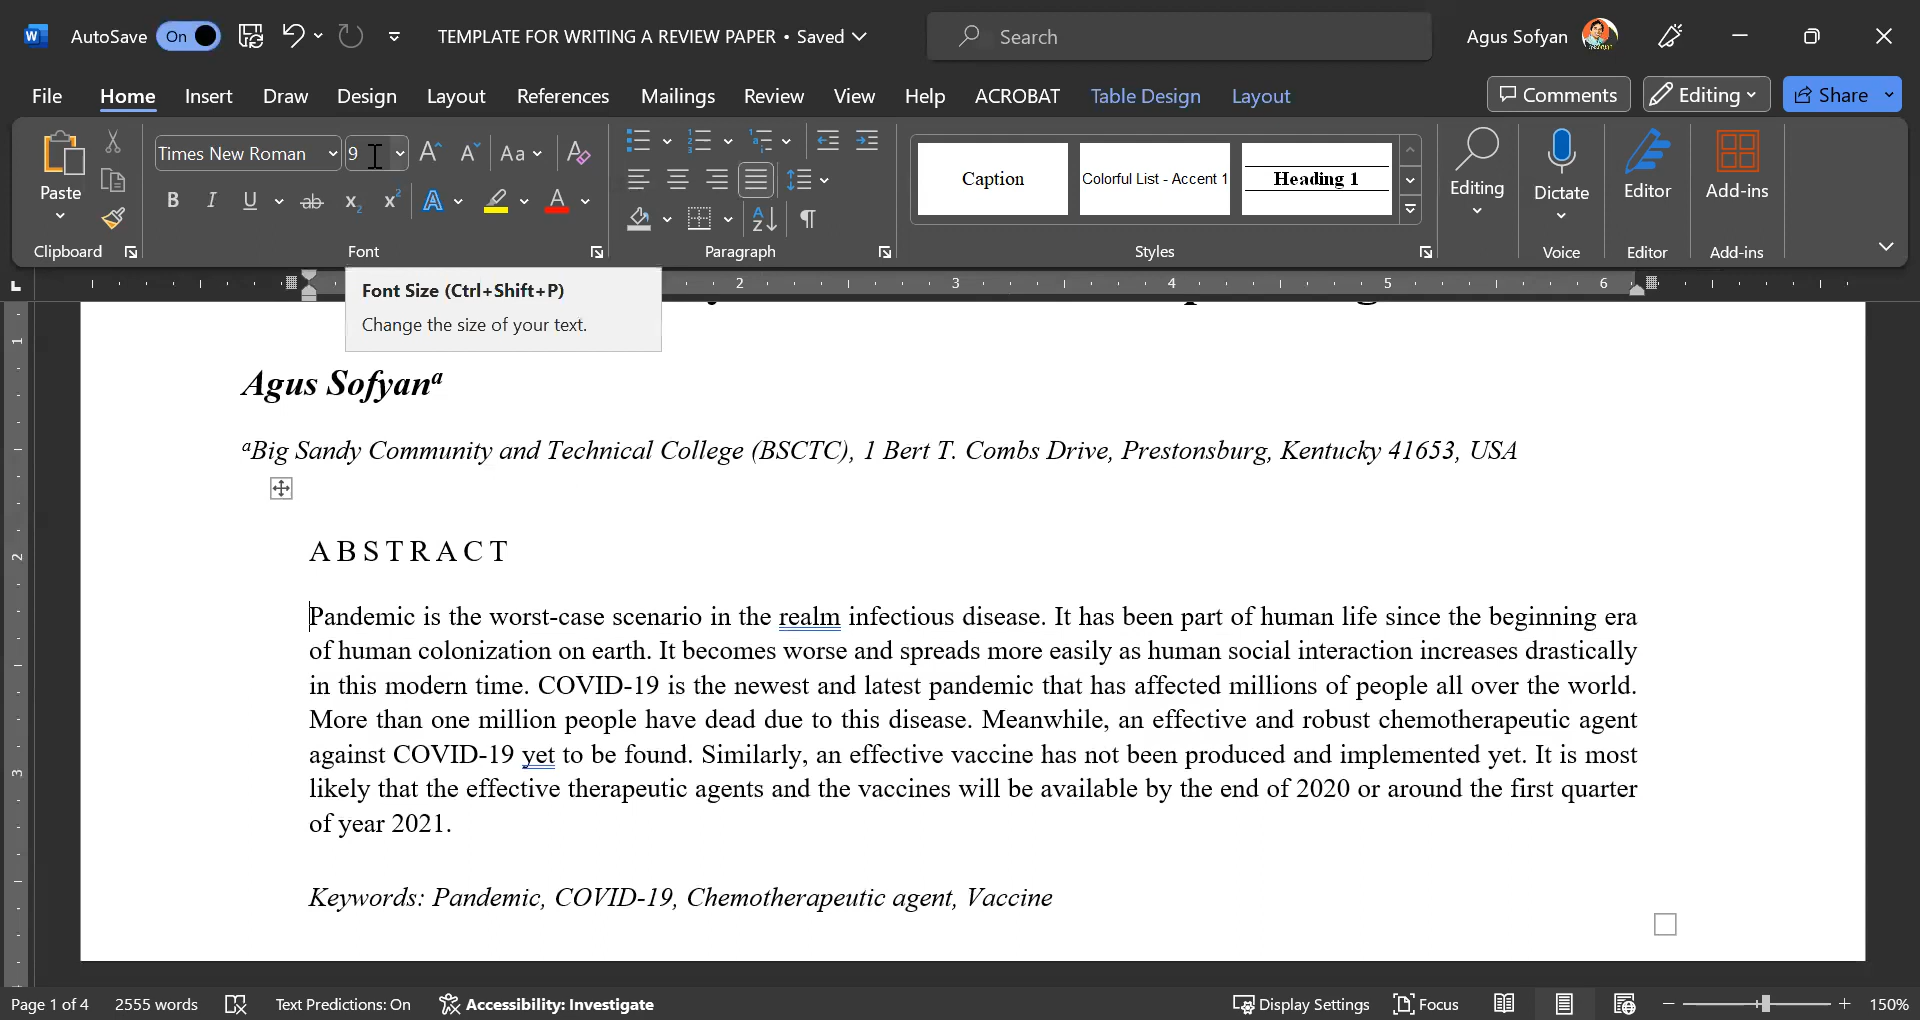 AutoSave On TEMPLATE FOR WRITING A REVIEW PAPER • Saved Search Agus Sofyan
File Home Insert Draw Design Layout References Mailings Review View Help ACROBAT Table Design Layout Comments Editing Share
Paste Times New Roman 9 Aa Caption Colorful List - Accent 1 Heading 1 Editing Dictate Editor Add-ins
B I U ab x₂ x² A A
Clipboard Font Paragraph Styles Voice Editor Add-ins
2 3 4 5 6
Font Size (Ctrl+Shift+P)
Change the size of your text.
1
Agus Sofyanᵃ
ᵃBig Sandy Community and Technical College (BSCTC), 1 Bert T. Combs Drive, Prestonsburg, Kentucky 41653, USA
2
A B S T R A C T
Pandemic is the worst-case scenario in the realm infectious disease. It has been part of human life since the beginning era
of human colonization on earth. It becomes worse and spreads more easily as human social interaction increases drastically
in this modern time. COVID-19 is the newest and latest pandemic that has affected millions of people all over the world.
More than one million people have dead due to this disease. Meanwhile, an effective and robust chemotherapeutic agent
against COVID-19 yet to be found. Similarly, an effective vaccine has not been produced and implemented yet. It is most
3
likely that the effective therapeutic agents and the vaccines will be available by the end of 2020 or around the first quarter
of year 2021.
Keywords: Pandemic, COVID-19, Chemotherapeutic agent, Vaccine
Page 1 of 4 2555 words Text Predictions: On Accessibility: Investigate Display Settings Focus 150%